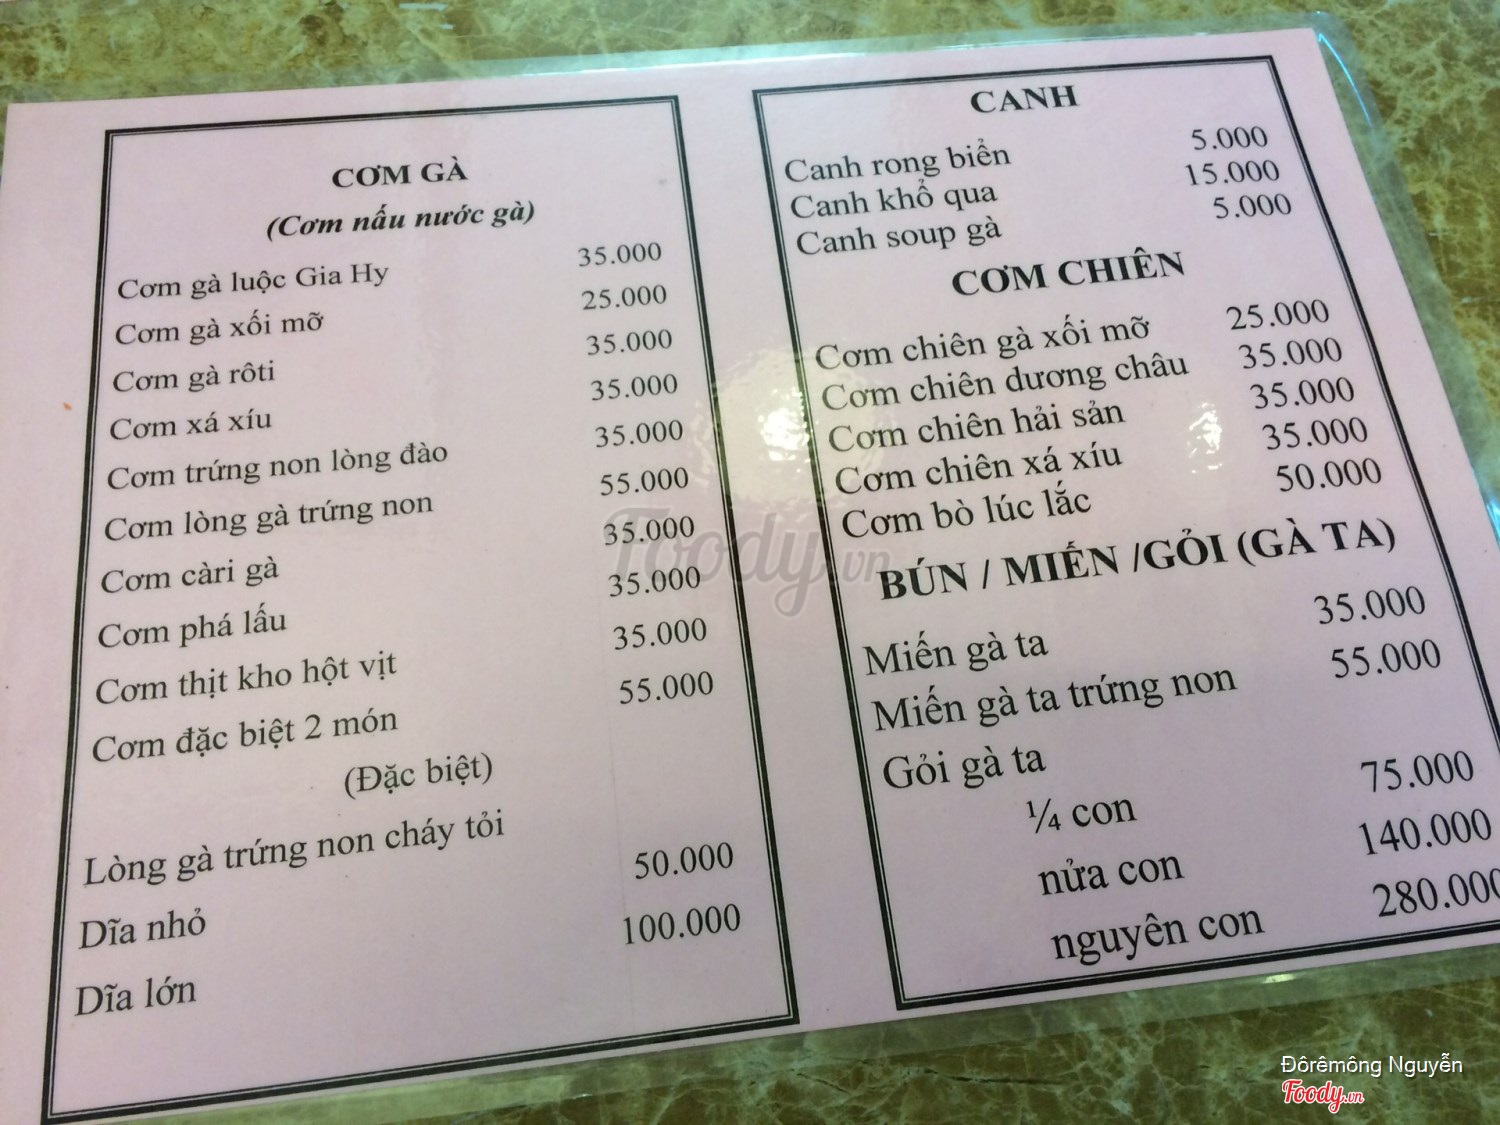 CƠM GÀ
(Cơm nấu nước gà)
Cơm gà luộc Gia Hy 35.000
Cơm gà xối mỡ 25.000
Cơm gà rôti 35.000
Cơm xá xíu 35.000
Cơm trứng non lòng đào 35.000
Cơm lòng gà trứng non 55.000
Cơm càri gà 35.000
Cơm phá lấu 35.000
Cơm thịt kho hột vịt 35.000
Cơm đặc biệt 2 món 55.000
(Đặc biệt)
Lòng gà trứng non cháy tỏi
Dĩa nhỏ 50.000
Dĩa lớn 100.000
CANH
Canh rong biển 5.000
Canh khổ qua 15.000
Canh soup gà 5.000
CƠM CHIÊN
Cơm chiên gà xối mỡ 25.000
Cơm chiên dương châu 35.000
Cơm chiên hải sản 35.000
Cơm chiên xá xíu 35.000
Cơm bò lúc lắc 50.000
BÚN / MIẾN /GỎI (GÀ TA)
Miến gà ta 35.000
Miến gà ta trứng non 55.000
Gỏi gà ta
¼ con 75.000
nửa con 140.000
nguyên con 280.000
Foody.vn
Đôrêmông Nguyễn
Foody.vn